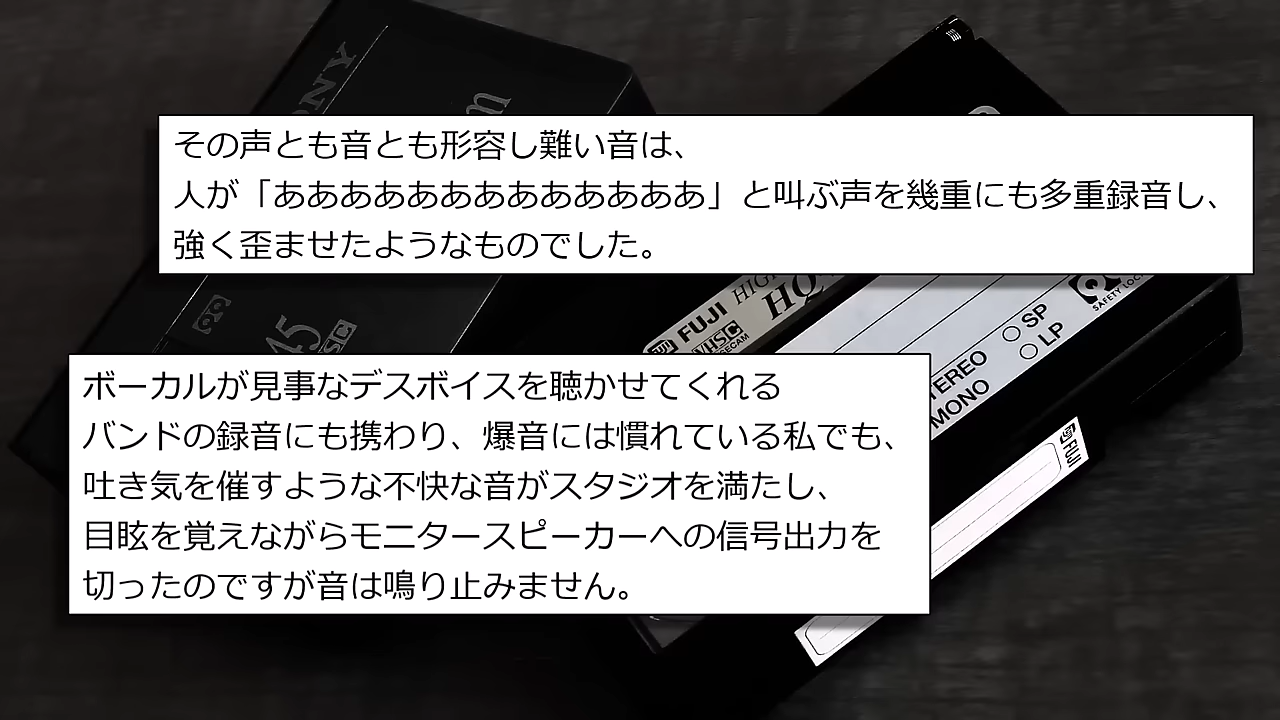 その声とも音とも形容し難い音は、
人が「あああああああああああああ」と叫ぶ声を幾重にも多重録音し、
強く歪ませたようなものでした。
ボーカルが見事なデスボイスを聴かせてくれる
バンドの録音にも携わり、爆音には慣れている私でも、
吐き気を催すような不快な音がスタジオを満たし、
目眩を覚えながらモニタースピーカーへの信号出力を
切ったのですが音は鳴り止みません。
45
FUJI
HQ
SP
LP
MONO
FUJI